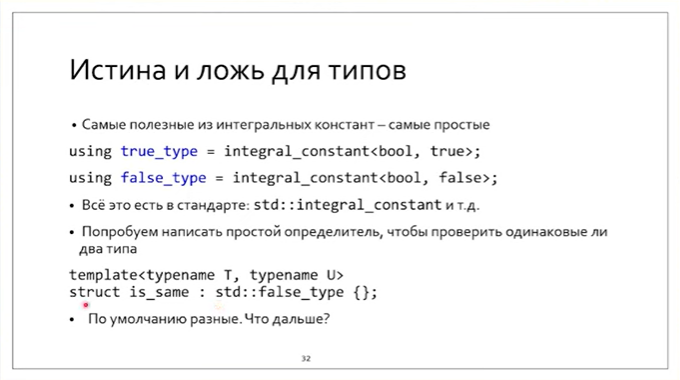 Истина и ложь для типов
• Самые полезные из интегральных констант – самые простые
using true_type = integral_constant<bool, true>;
using false_type = integral_constant<bool, false>;
• Всё это есть в стандарте: std::integral_constant и т.д.
• Попробуем написать простой определитель, чтобы проверить одинаковые ли
два типа
template<typename T, typename U>
struct is_same : std::false_type {};
• По умолчанию разные. Что дальше?
32